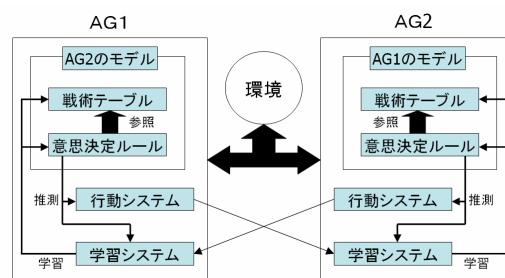 AG1
AG2のモデル
戦術テーブル
参照
意思決定ルール
推測
行動システム
学習システム
学習
環境
AG2
AG1のモデル
戦術テーブル
参照
意思決定ルール
推測
行動システム
学習システム
学習